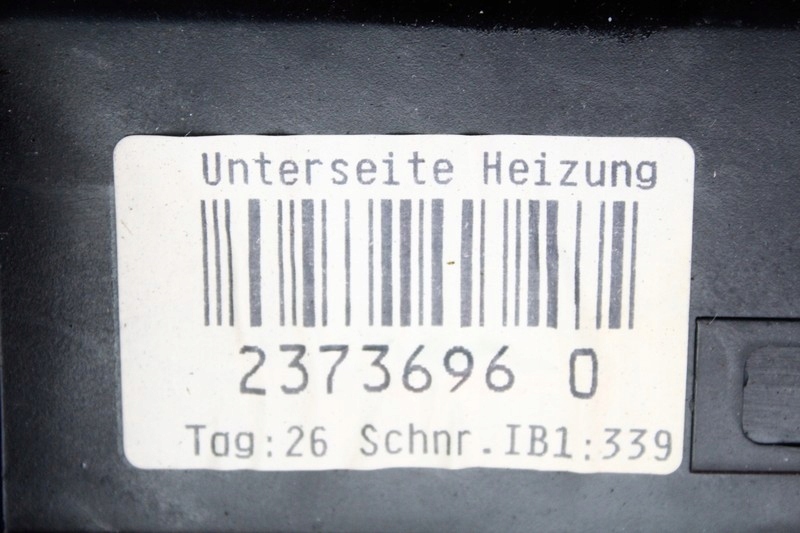 Unterseite Heizung
2373696 0
Tag:26 Schnr.IB1:339